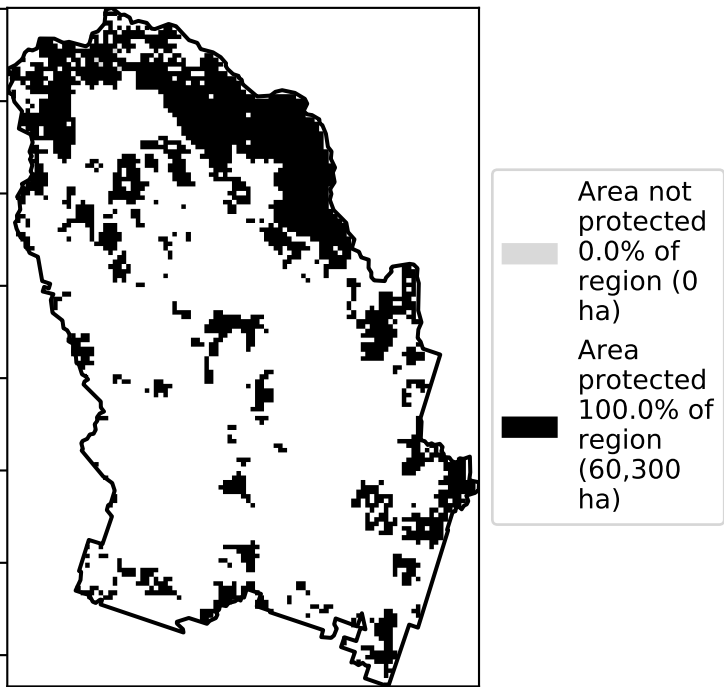 Area not
protected
0.0% of
region (0
ha)
Area
protected
100.0% of
region
(60,300
ha)